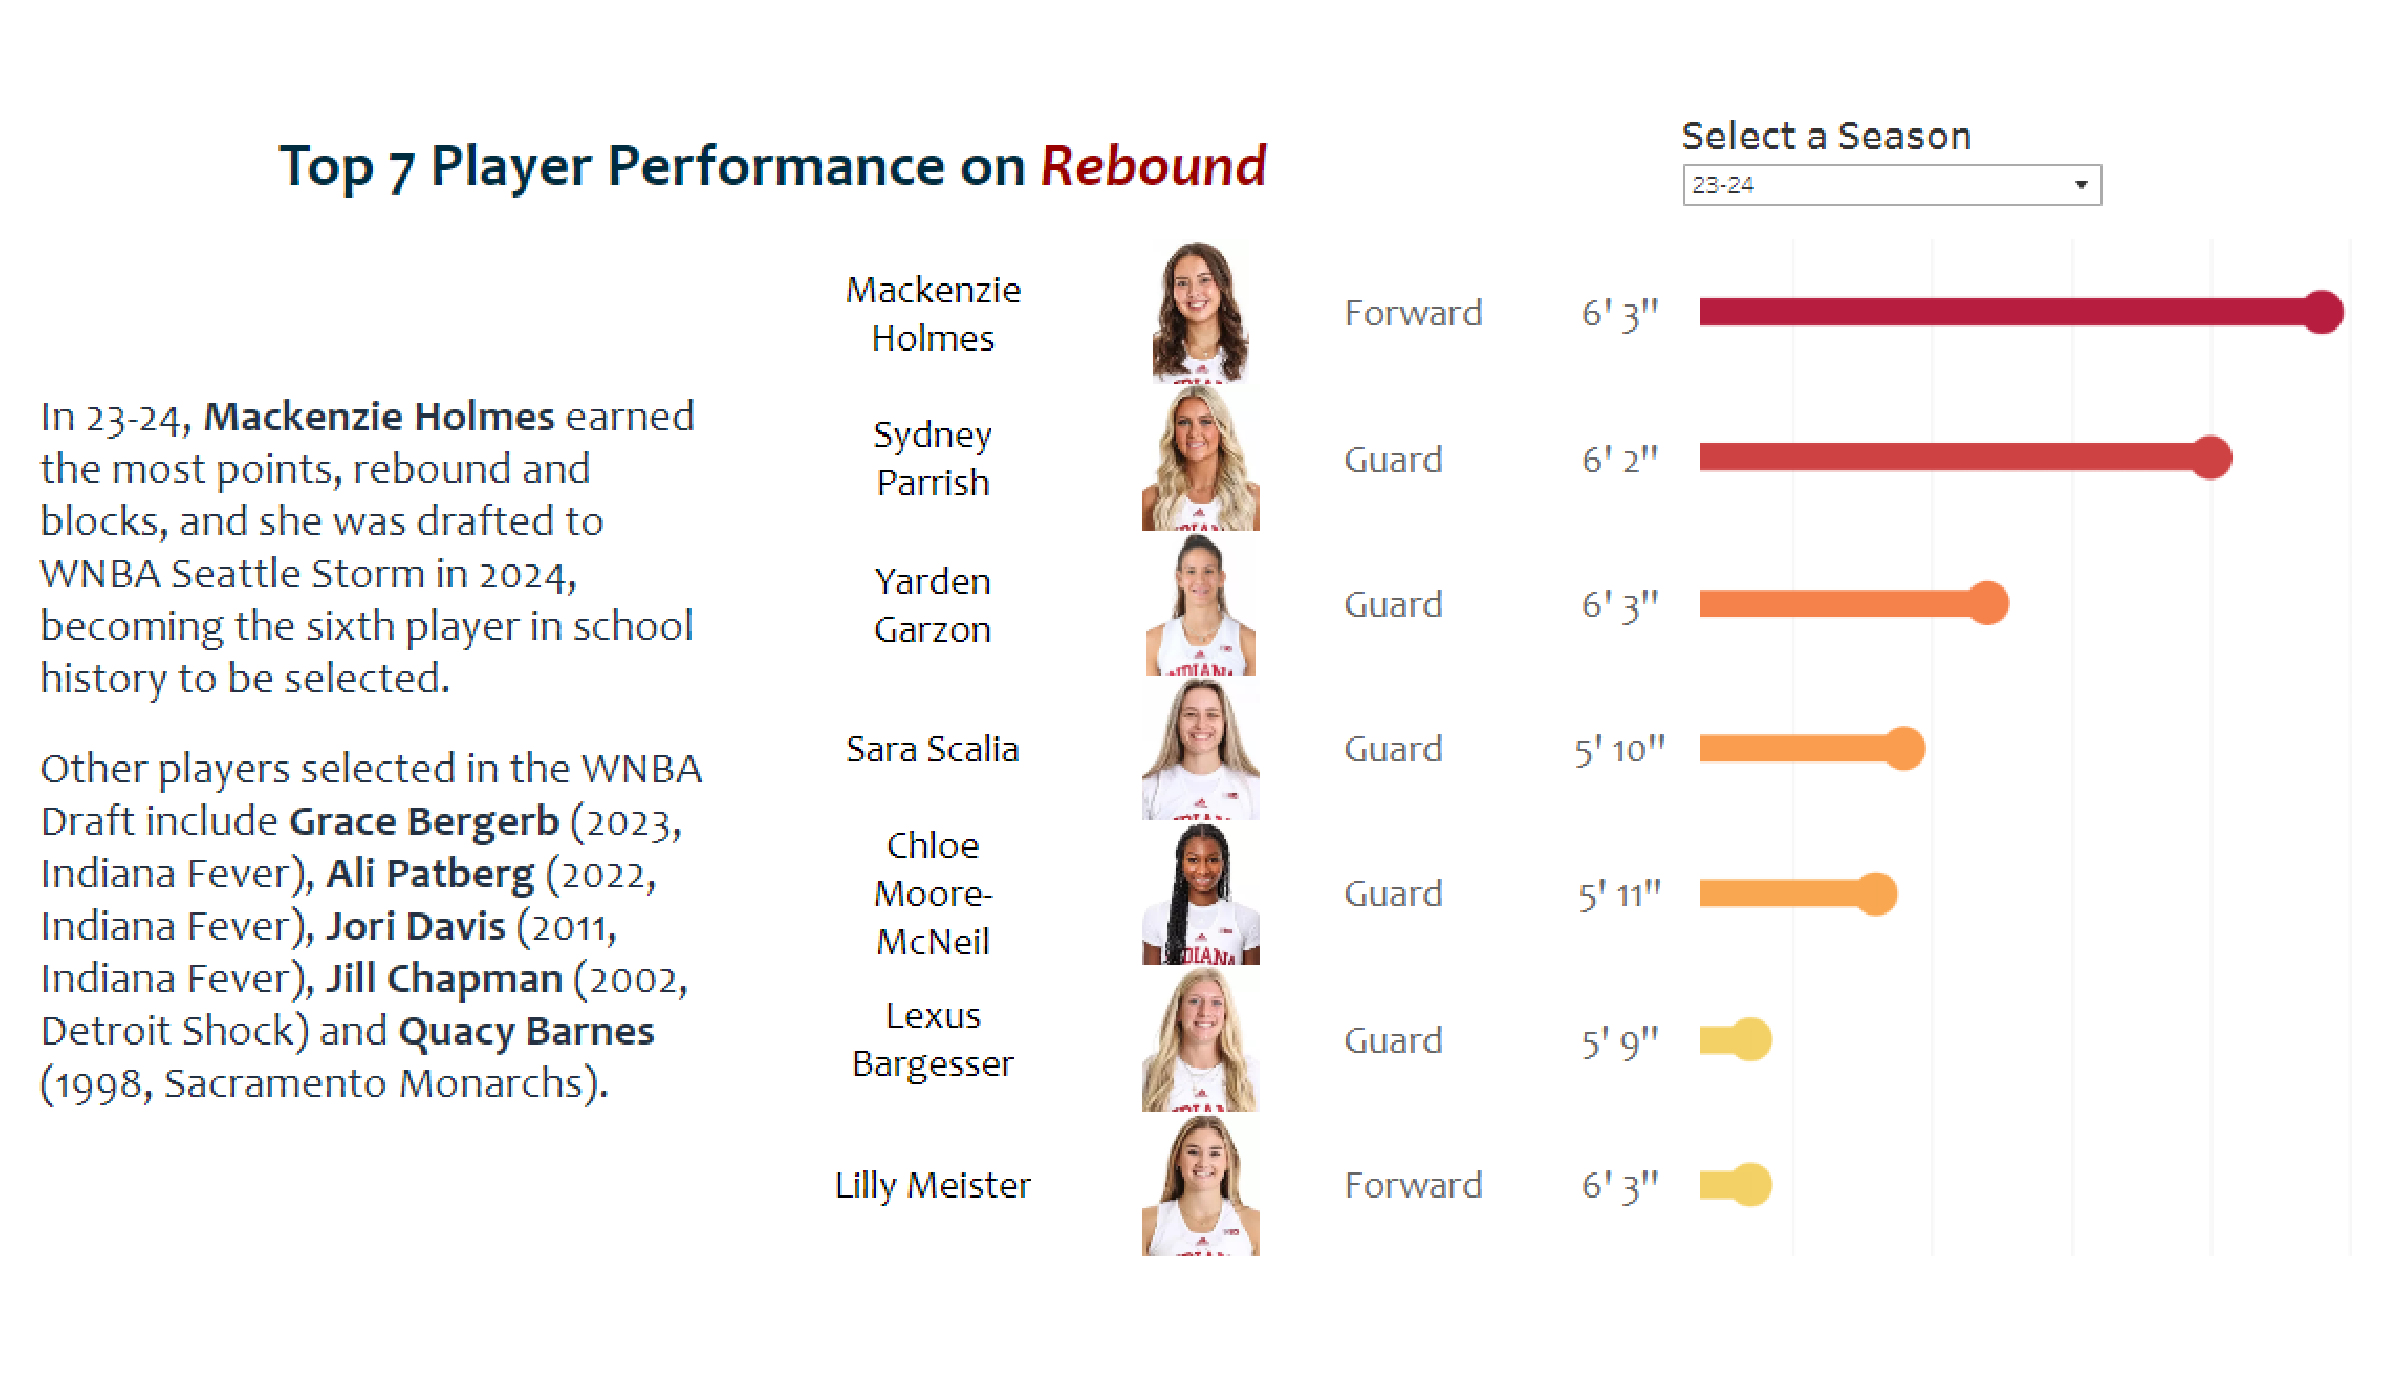 Top 7 Player Performance on Rebound
Select a Season
23-24
In 23-24, Mackenzie Holmes earned
the most points, rebound and
blocks, and she was drafted to
WNBA Seattle Storm in 2024,
becoming the sixth player in school
history to be selected.
Other players selected in the WNBA
Draft include Grace Bergerb (2023,
Indiana Fever), Ali Patberg (2022,
Indiana Fever), Jori Davis (2011,
Indiana Fever), Jill Chapman (2002,
Detroit Shock) and Quacy Barnes
(1998, Sacramento Monarchs).
Mackenzie
Holmes
Forward
6' 3"
Sydney
Parrish
Guard
6' 2"
Yarden
Garzon
INDIANA
Guard
6' 3"
Sara Scalia
Guard
5' 10"
Chloe
Moore-
McNeil
INDIANA
Guard
5' 11"
Lexus
Bargesser
Guard
5' 9"
Lilly Meister
Forward
6' 3"